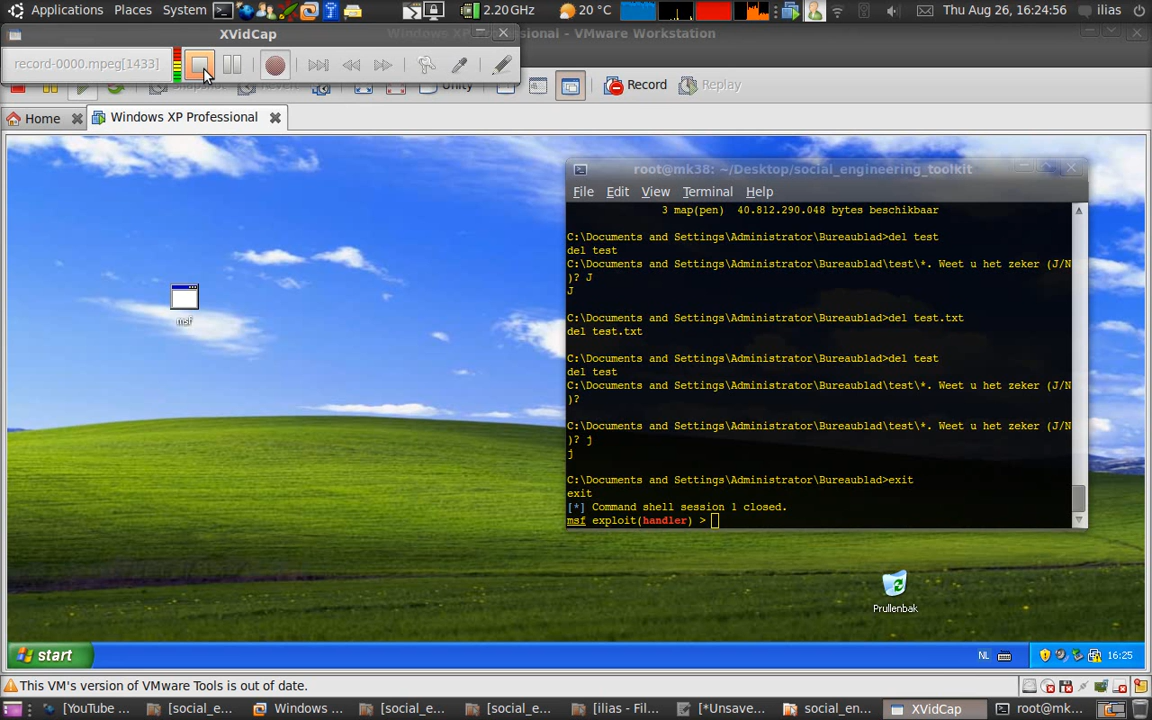 Applications Places System 2.20 GHz 20 °C Thu Aug 26, 16:24:56 ilias
XVidCap
VMware Workstation
record-0000.mpeg[1433]
Unity Record Replay
Home Windows XP Professional
root@mk38: ~/Desktop/social_engineering_toolkit
File Edit View Terminal Help
3 map(pen) 40.812.290.048 bytes beschikbaar
C:\Documents and Settings\Administrator\Bureaublad>del test
del test
C:\Documents and Settings\Administrator\Bureaublad\test\*. Weet u het zeker (J/N
)? J
J
C:\Documents and Settings\Administrator\Bureaublad>del test.txt
del test.txt
C:\Documents and Settings\Administrator\Bureaublad>del test
del test
C:\Documents and Settings\Administrator\Bureaublad\test\*. Weet u het zeker (J/N
)?
C:\Documents and Settings\Administrator\Bureaublad\test\*. Weet u het zeker (J/N
)? j
j
C:\Documents and Settings\Administrator\Bureaublad>exit
exit
[*] Command shell session 1 closed.
msf exploit(handler) >
msf
Prullenbak
start NL 16:25
This VM's version of VMware Tools is out of date.
[YouTube ... [social_e... Windows ... [social_e... [social_e... [ilias - Fil... [*Unsave... social_en... XVidCap root@mk...